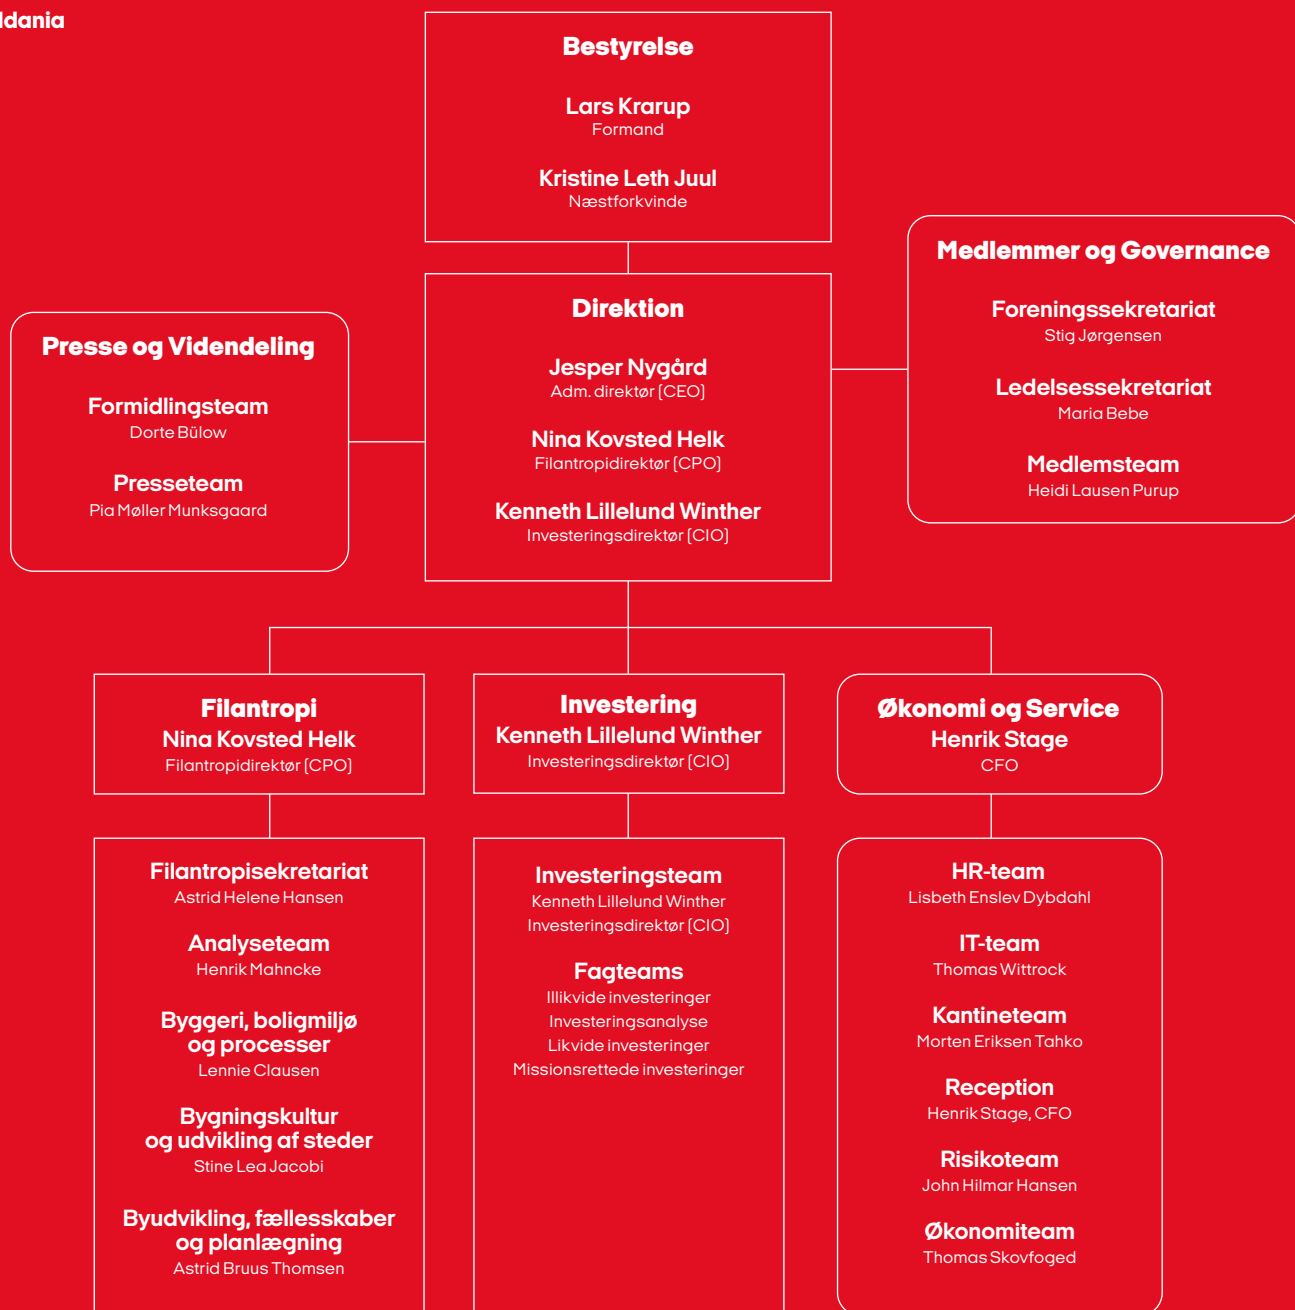 ldania
Bestyrelse
Lars Krarup
Formand
Kristine Leth Juul
Næstforkvinde
Direktion
Jesper Nygård
Adm. direktør (CEO)
Nina Kovsted Helk
Filantropidirektør (CPO)
Kenneth Lillelund Winther
Investeringsdirektør (CIO)
Medlemmer og Governance
Foreningssekretariat
Stig Jørgensen
Ledelsessekretariat
Maria Bebe
Medlemsteam
Heidi Lausen Purup
Presse og Videndeling
Formidlingsteam
Dorte Bülow
Presseteam
Pia Møller Munksgaard
Filantropi
Nina Kovsted Helk
Filantropidirektør (CPO)
Filantropisekretariat
Astrid Helene Hansen
Analyseteam
Henrik Mahncke
Byggeri, boligmiljø
og processer
Lennie Clausen
Bygningskultur
og udvikling af steder
Stine Lea Jacobi
Byudvikling, fællesskaber
og planlægning
Astrid Bruus Thomsen
Investering
Kenneth Lillelund Winther
Investeringsdirektør (CIO)
Investeringsteam
Kenneth Lillelund Winther
Investeringsdirektør (CIO)
Fagteams
Illikvide investeringer
Investeringsanalyse
Likvide investeringer
Missionsrettede investeringer
Økonomi og Service
Henrik Stage
CFO
HR-team
Lisbeth Enslev Dybdahl
IT-team
Thomas Wittrock
Kantineteam
Morten Eriksen Tahko
Reception
Henrik Stage, CFO
Risikoteam
John Hilmar Hansen
Økonomiteam
Thomas Skovfoged